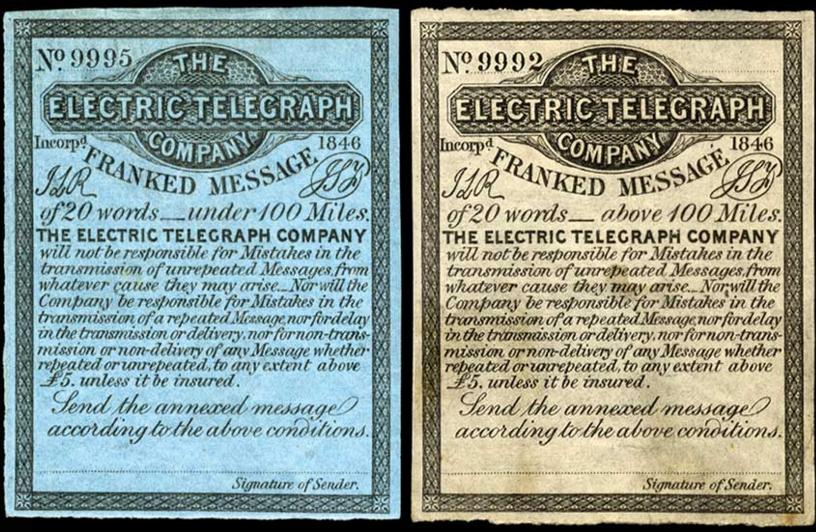 No. 9995
THE
ELECTRIC TELEGRAPH
COMPANY
Incorpd. 1846
FRANKED MESSAGE
of 20 words — under 100 Miles.
THE ELECTRIC TELEGRAPH COMPANY
will not be responsible for Mistakes in the
transmission of unrepeated Messages, from
whatever cause they may arise. — Nor will the
Company be responsible for Mistakes in the
transmission of a repeated Message, nor for delay
in the transmission or delivery, nor for non-trans-
mission or non-delivery of any Message whether
repeated or unrepeated, to any extent above
£5. unless it be insured.
Send the annexed message
according to the above conditions.
Signature of Sender.
No. 9992
THE
ELECTRIC TELEGRAPH
COMPANY
Incorpd. 1846
FRANKED MESSAGE
of 20 words — above 100 Miles.
THE ELECTRIC TELEGRAPH COMPANY
will not be responsible for Mistakes in the
transmission of unrepeated Messages, from
whatever cause they may arise. — Nor will the
Company be responsible for Mistakes in the
transmission of a repeated Message, nor for delay
in the transmission or delivery, nor for non-trans-
mission or non-delivery of any Message whether
repeated or unrepeated, to any extent above
£5. unless it be insured.
Send the annexed message
according to the above conditions.
Signature of Sender.